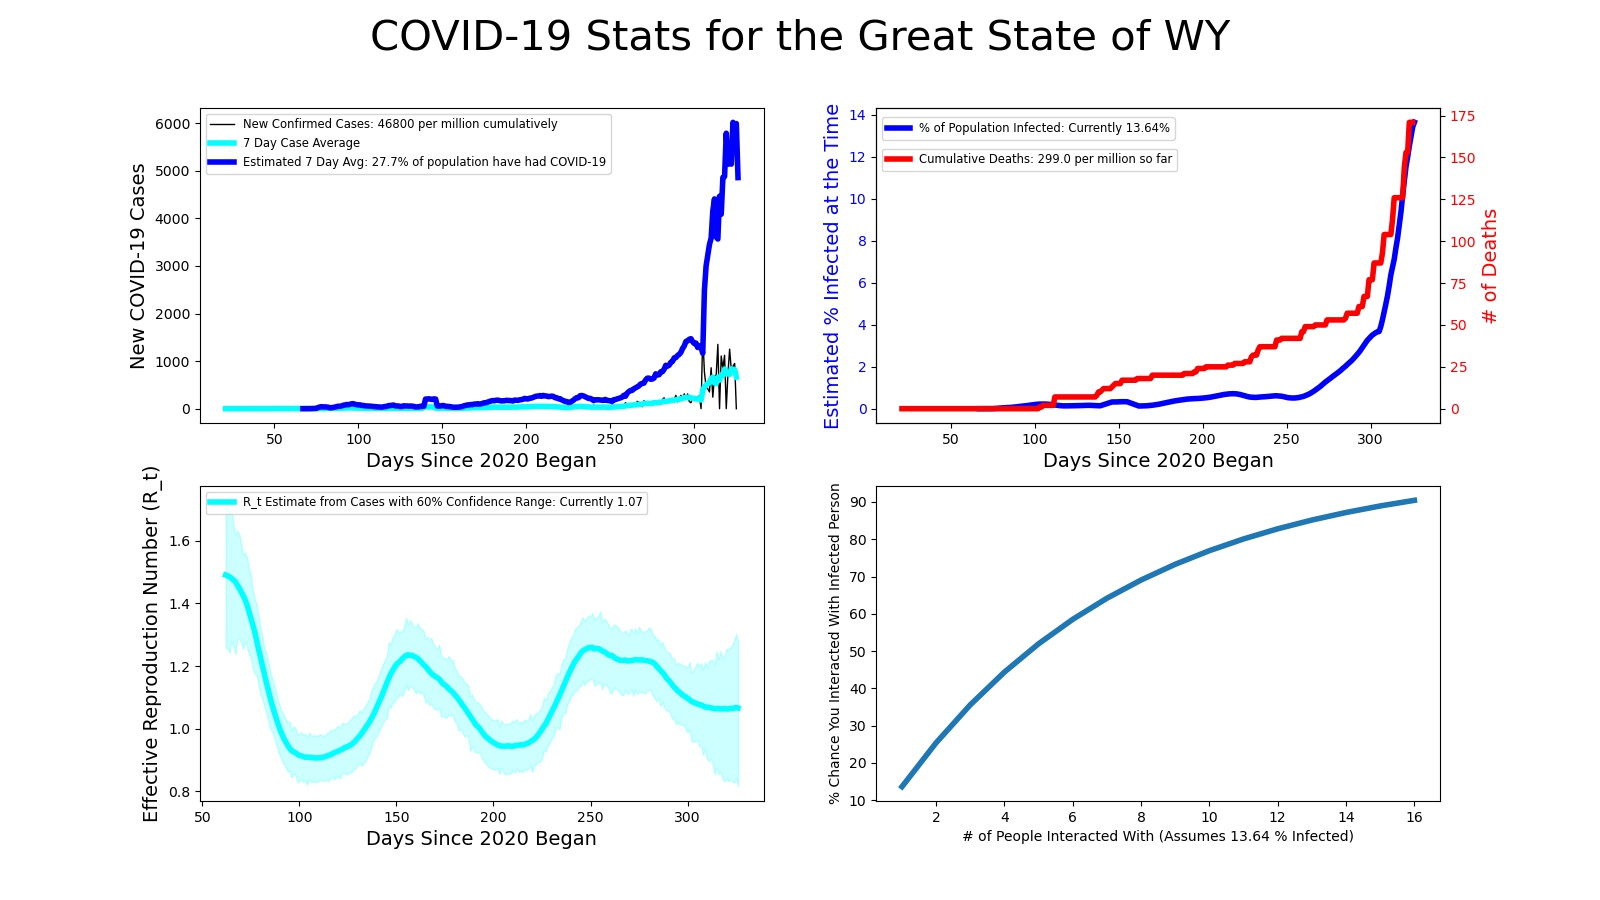 COVID-19 Stats for the Great State of WY
New COVID-19 Cases
6000
5000
4000
3000
2000
1000
0
New Confirmed Cases: 46800 per million cumulatively
7 Day Case Average
Estimated 7 Day Avg: 27.7% of population have had COVID-19
50 100 150 200 250 300
Days Since 2020 Began
Estimated % Infected at the Time
14
12
10
8
6
4
2
0
% of Population Infected: Currently 13.64%
Cumulative Deaths: 299.0 per million so far
175
150
125
100
75
50
25
0
# of Deaths
50 100 150 200 250 300
Days Since 2020 Began
Effective Reproduction Number (R_t)
1.6
1.4
1.2
1.0
0.8
R_t Estimate from Cases with 60% Confidence Range: Currently 1.07
50 100 150 200 250 300
Days Since 2020 Began
% Chance You Interacted With Infected Person
90
80
70
60
50
40
30
20
10
2 4 6 8 10 12 14 16
# of People Interacted With (Assumes 13.64 % Infected)